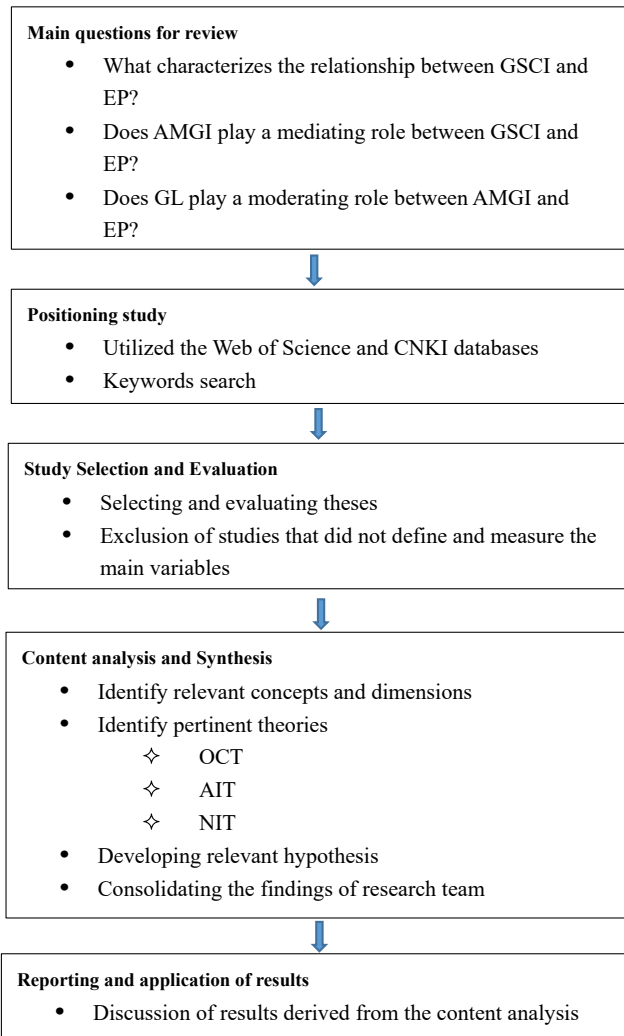 Main questions for review
• What characterizes the relationship between GSCI and
EP?
• Does AMGI play a mediating role between GSCI and
EP?
• Does GL play a moderating role between AMGI and
EP?
Positioning study
• Utilized the Web of Science and CNKI databases
• Keywords search
Study Selection and Evaluation
• Selecting and evaluating theses
• Exclusion of studies that did not define and measure the
main variables
Content analysis and Synthesis
• Identify relevant concepts and dimensions
• Identify pertinent theories
✧ OCT
✧ AIT
✧ NIT
• Developing relevant hypothesis
• Consolidating the findings of research team
Reporting and application of results
• Discussion of results derived from the content analysis